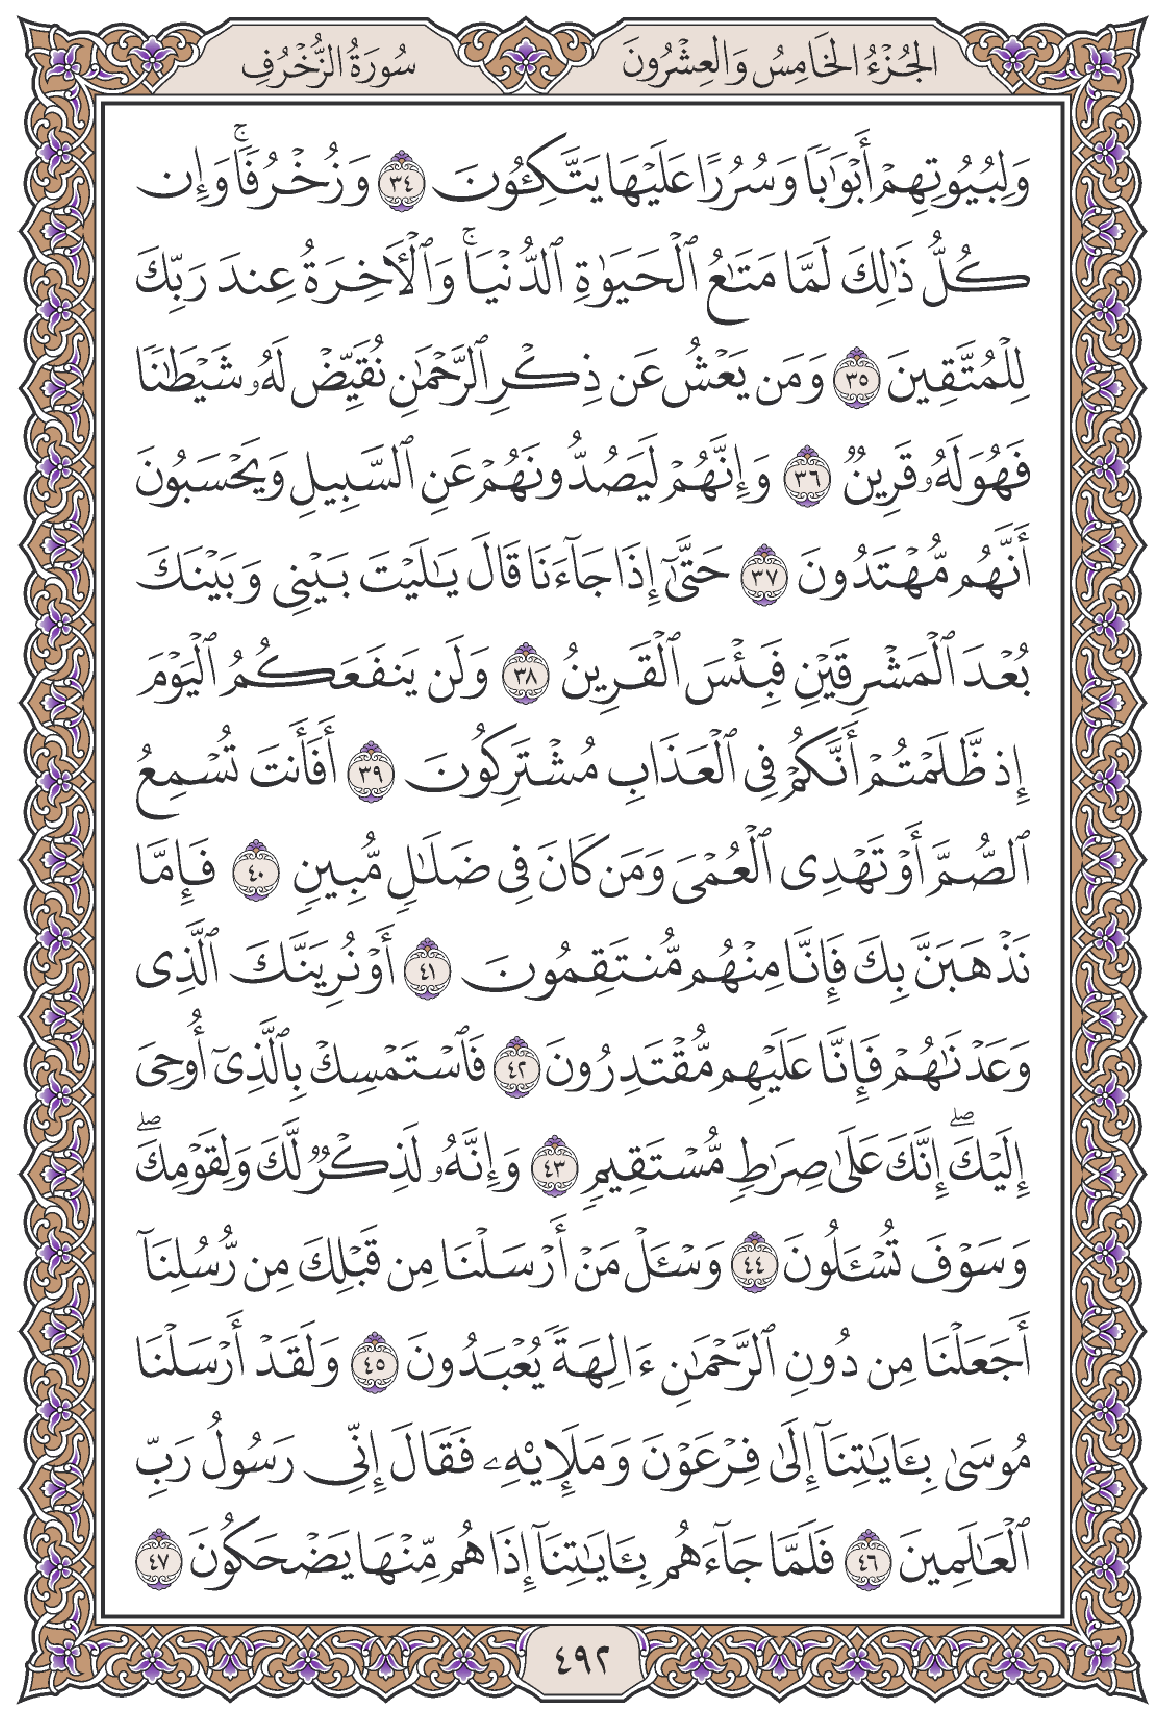 الجُزْءُ الخَامِسُ وَالعِشْرُونَ
سُورَةُ الزُّخْرُفِ
وَلِبُيُوتِهِمْ أَبْوَٰبًا وَسُرُرًا عَلَيْهَا يَتَّكِـُٔونَ ٣٤ وَزُخْرُفًاۚ وَإِن
كُلُّ ذَٰلِكَ لَمَّا مَتَٰعُ ٱلْحَيَوٰةِ ٱلدُّنْيَاۚ وَٱلْأَخِرَةُ عِندَ رَبِّكَ
لِلْمُتَّقِينَ ٣٥ وَمَن يَعْشُ عَن ذِكْرِ ٱلرَّحْمَٰنِ نُقَيِّضْ لَهُۥ شَيْطَٰنًا
فَهُوَ لَهُۥ قَرِينٌ ٣٦ وَإِنَّهُمْ لَيَصُدُّونَهُمْ عَنِ ٱلسَّبِيلِ وَيَحْسَبُونَ
أَنَّهُم مُّهْتَدُونَ ٣٧ حَتَّىٰٓ إِذَا جَآءَنَا قَالَ يَٰلَيْتَ بَيْنِى وَبَيْنَكَ
بُعْدَ ٱلْمَشْرِقَيْنِ فَبِئْسَ ٱلْقَرِينُ ٣٨ وَلَن يَنفَعَكُمُ ٱلْيَوْمَ
إِذ ظَّلَمْتُمْ أَنَّكُمْ فِى ٱلْعَذَابِ مُشْتَرِكُونَ ٣٩ أَفَأَنتَ تُسْمِعُ
ٱلصُّمَّ أَوْ تَهْدِى ٱلْعُمْىَ وَمَن كَانَ فِى ضَلَٰلٍ مُّبِينٍ ٤٠ فَإِمَّا
نَذْهَبَنَّ بِكَ فَإِنَّا مِنْهُم مُّنتَقِمُونَ ٤١ أَوْ نُرِيَنَّكَ ٱلَّذِى
وَعَدْنَٰهُمْ فَإِنَّا عَلَيْهِم مُّقْتَدِرُونَ ٤٢ فَٱسْتَمْسِكْ بِٱلَّذِىٓ أُوحِىَ
إِلَيْكَۖ إِنَّكَ عَلَىٰ صِرَٰطٍ مُّسْتَقِيمٍ ٤٣ وَإِنَّهُۥ لَذِكْرٌ لَّكَ وَلِقَوْمِكَۖ
وَسَوْفَ تُسْـَٔلُونَ ٤٤ وَسْـَٔلْ مَنْ أَرْسَلْنَا مِن قَبْلِكَ مِن رُّسُلِنَآ
أَجَعَلْنَا مِن دُونِ ٱلرَّحْمَٰنِ ءَالِهَةً يُعْبَدُونَ ٤٥ وَلَقَدْ أَرْسَلْنَا
مُوسَىٰ بِـَٔايَٰتِنَآ إِلَىٰ فِرْعَوْنَ وَمَلَإِيْهِۦ فَقَالَ إِنِّى رَسُولُ رَبِّ
ٱلْعَٰلَمِينَ ٤٦ فَلَمَّا جَآءَهُم بِـَٔايَٰتِنَآ إِذَا هُم مِّنْهَا يَضْحَكُونَ ٤٧
٤٩٢